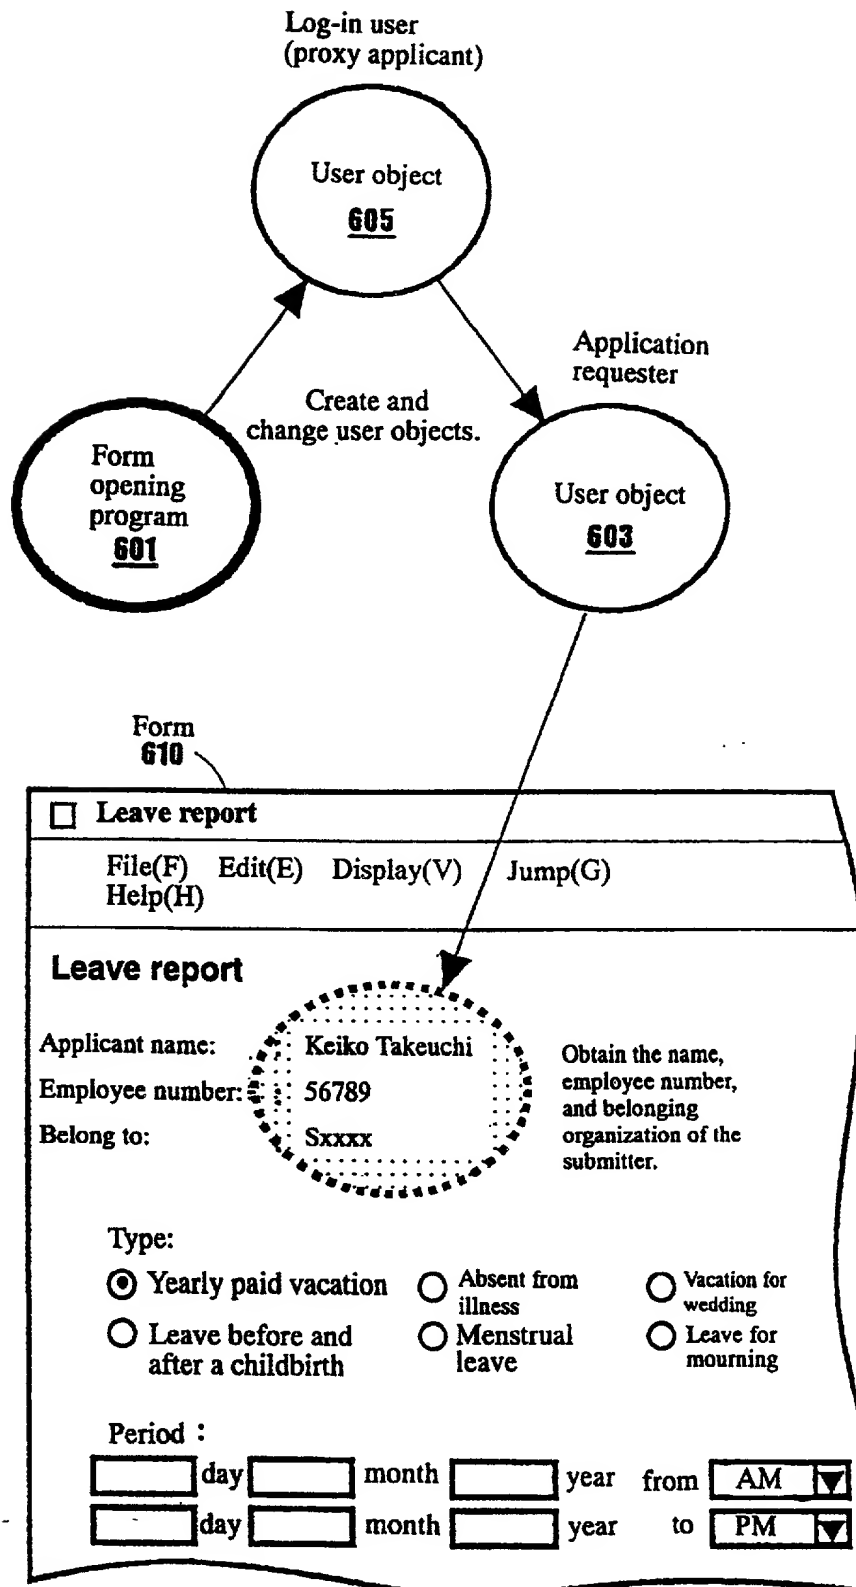 Log-in user
(proxy applicant)
User object
605
Application
requester
Create and
change user objects.
Form
opening
program
601
User object
603
Form
610
Leave report
File(F) Edit(E) Display(V) Jump(G)
Help(H)
Leave report
Applicant name: Keiko Takeuchi
Employee number: 56789
Belong to: Sxxxx
Obtain the name,
employee number,
and belonging
organization of the
submitter.
Type:
Yearly paid vacation
Absent from
illness
Vacation for
wedding
Leave before and
after a childbirth
Menstrual
leave
Leave for
mourning
Period :
day month year from AM
day month year to PM